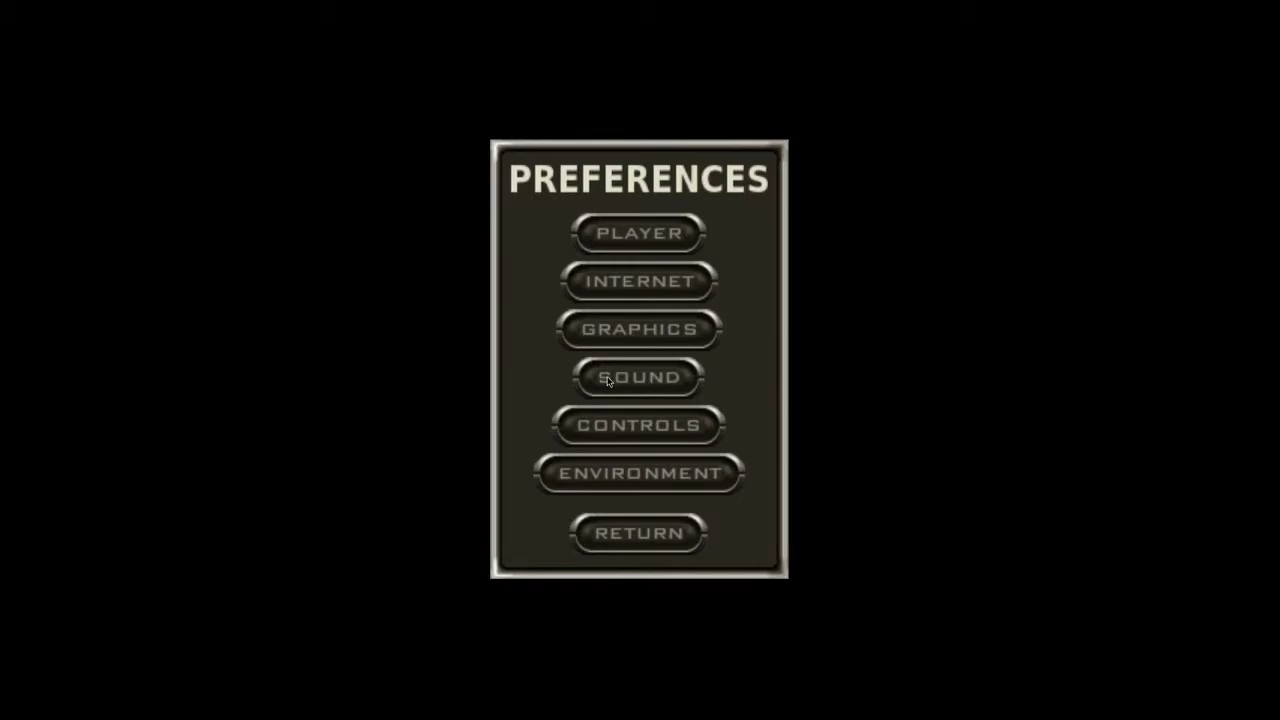 PREFERENCES
PLAYER
INTERNET
GRAPHICS
SOUND
CONTROLS
ENVIRONMENT
RETURN